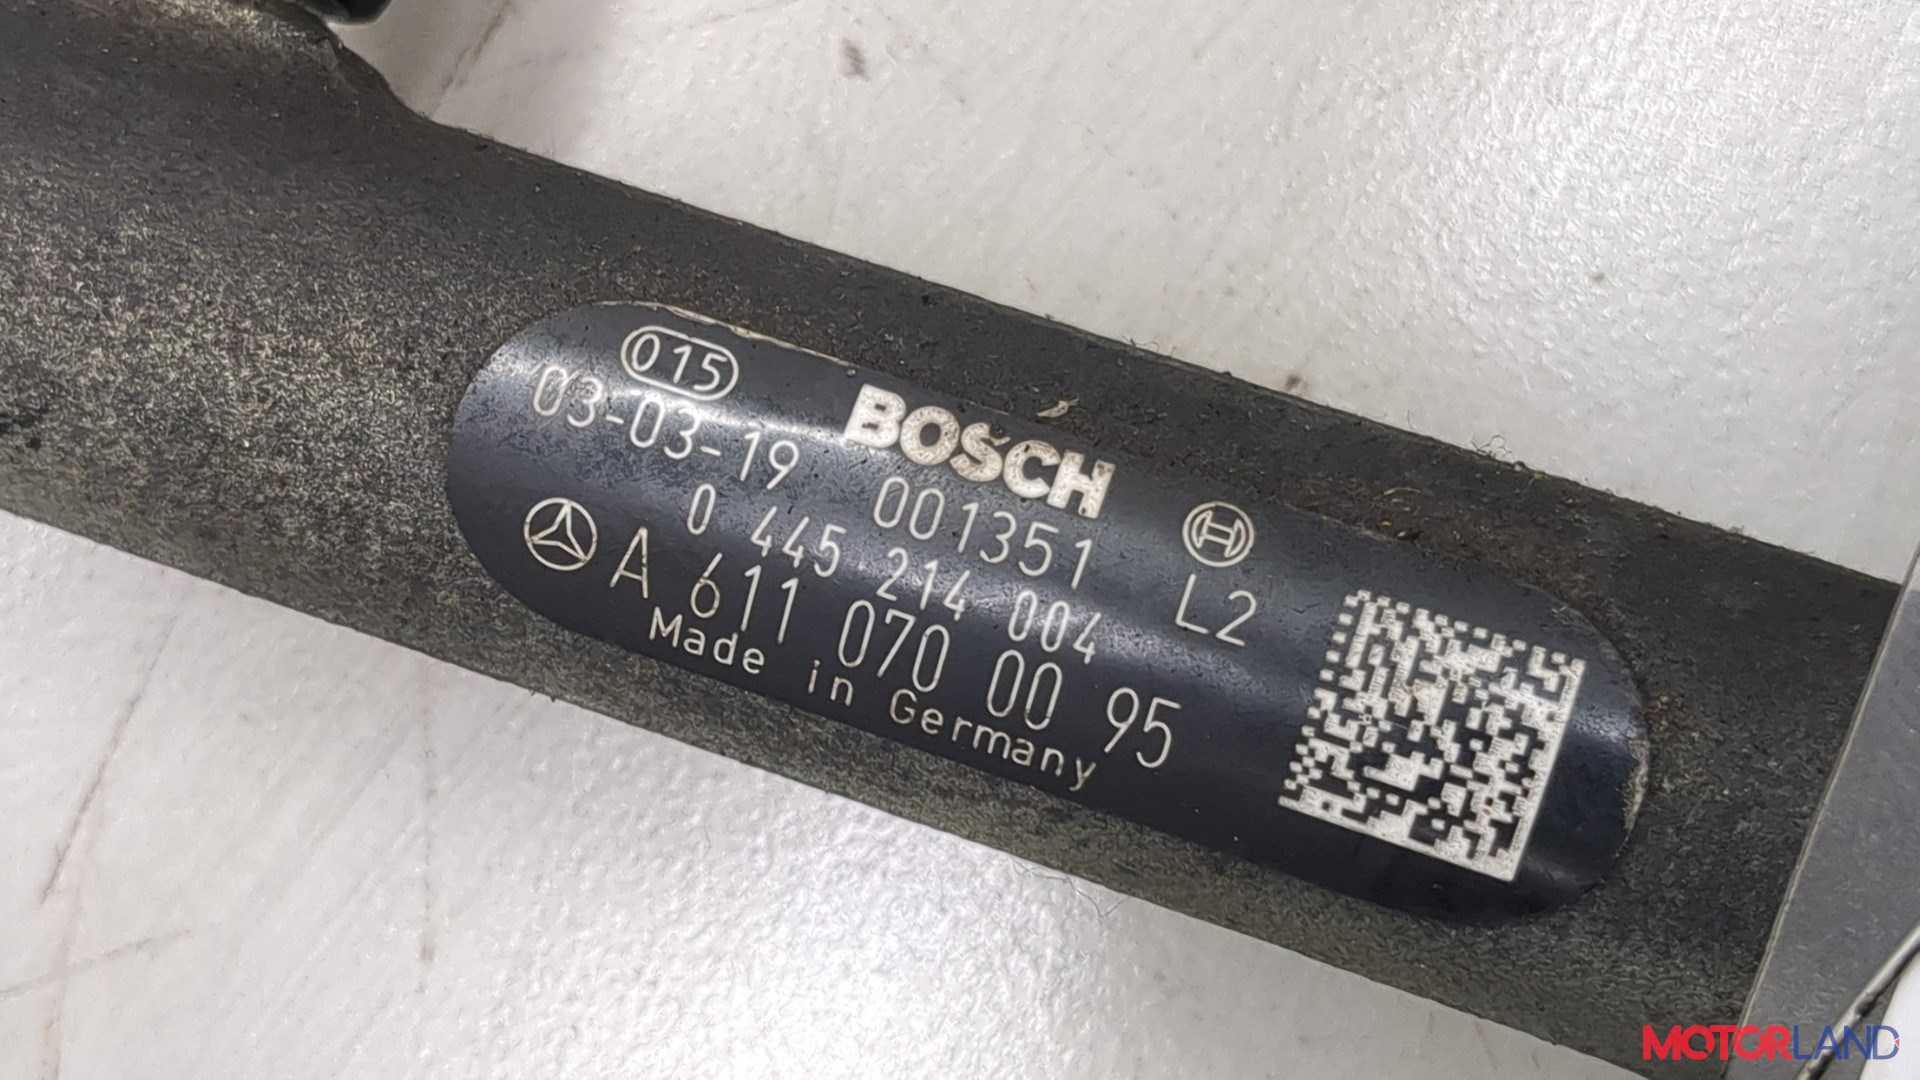 015
BOSCH
03-03-19 001351 L2
0 445 214 004
A 611 070 00 95
Made in Germany
MOTORLAND